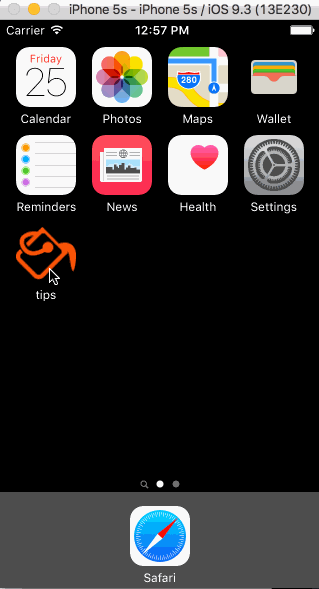 iPhone 5s - iPhone 5s / iOS 9.3 (13E230)
Carrier 12:57 PM
Friday
25
280
Calendar Photos Maps Wallet
Reminders News Health Settings
tips
Safari